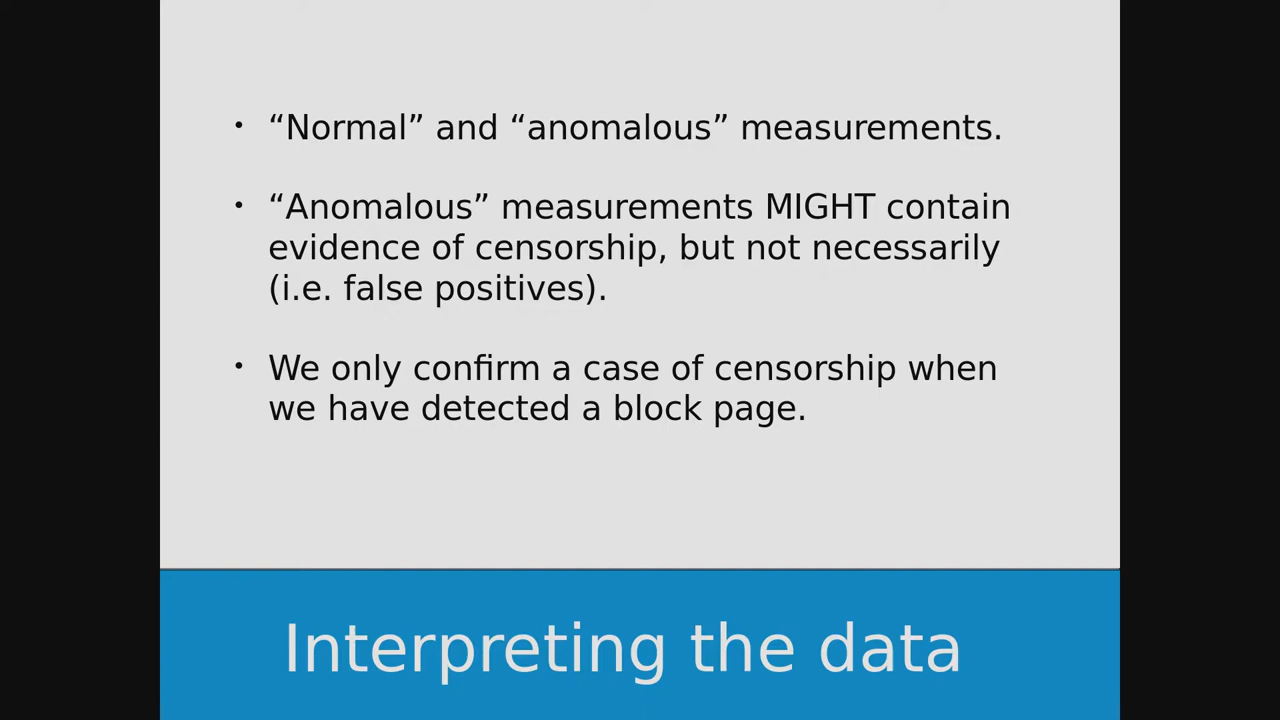 • “Normal” and “anomalous” measurements.
• “Anomalous” measurements MIGHT contain
evidence of censorship, but not necessarily
(i.e. false positives).
• We only confirm a case of censorship when
we have detected a block page.
Interpreting the data